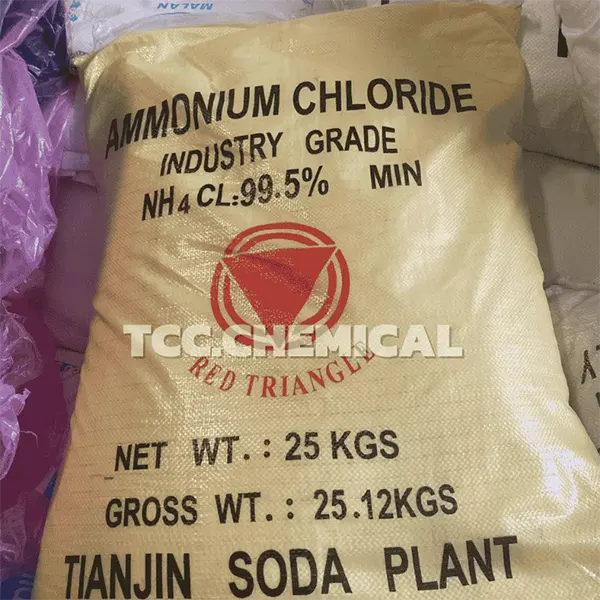 MALAN
AMMONIUM CHLORIDE
INDUSTRY GRADE
NH4 CL:99.5% MIN
TCC.CHEMICAL
RED TRIANGLE
NET WT.: 25 KGS
GROSS WT.: 25.12KGS
TIANJIN SODA PLANT